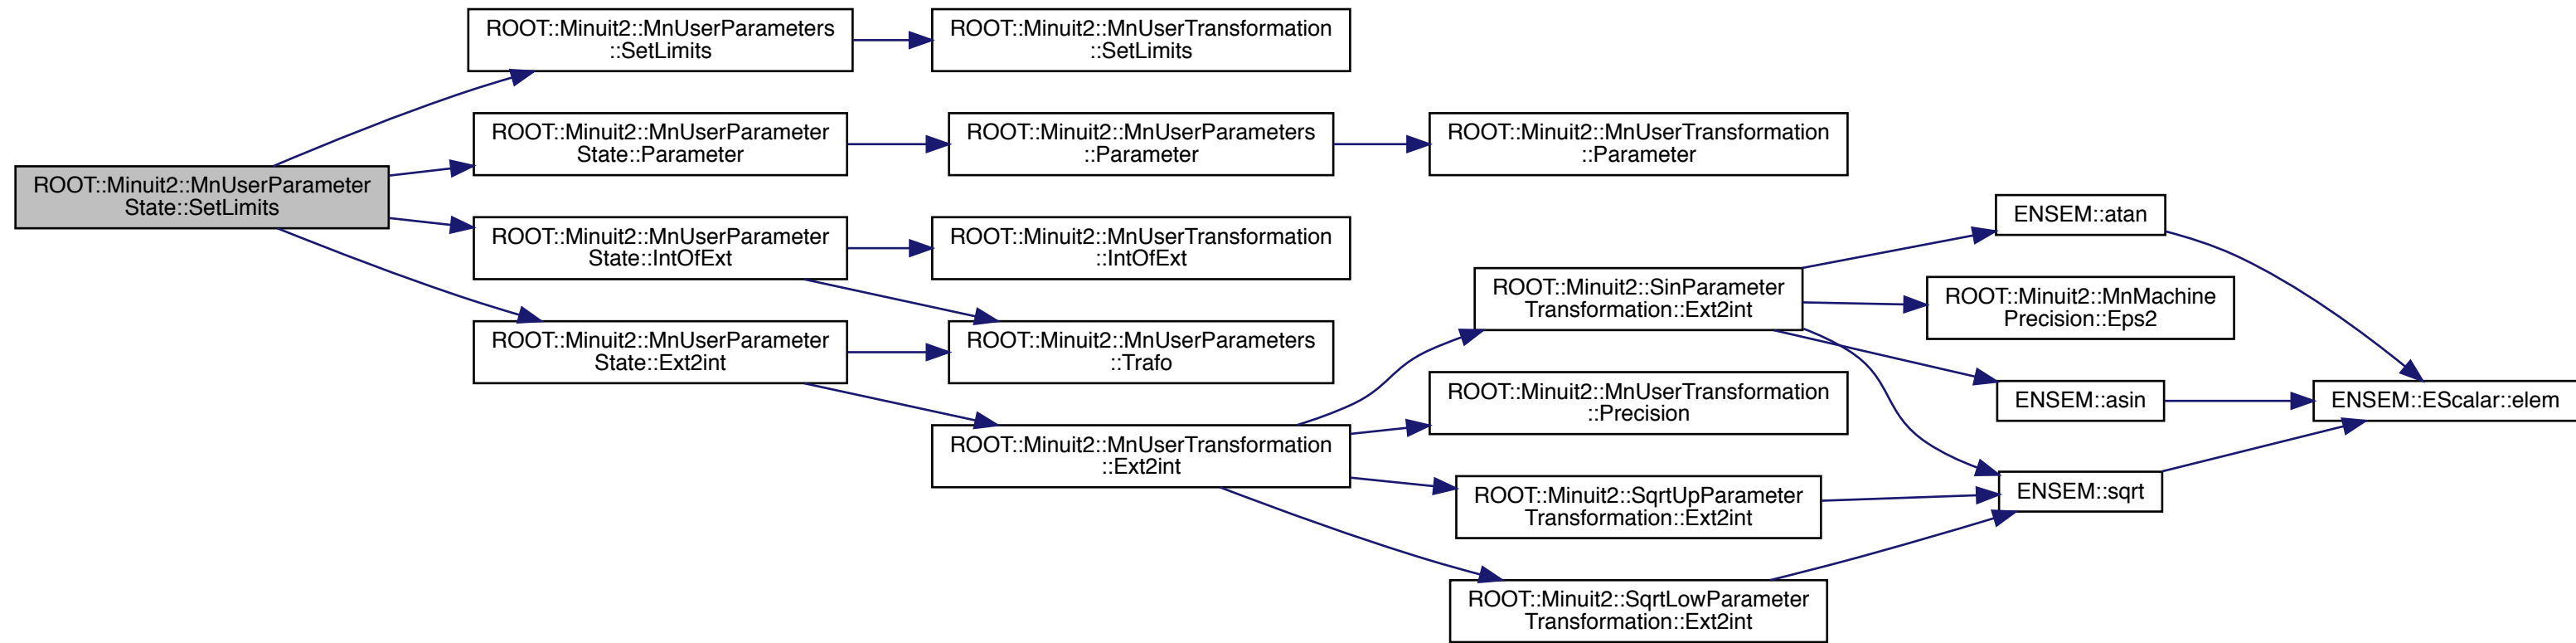 ROOT::Minuit2::MnUserParameter
State::SetLimits
ROOT::Minuit2::MnUserParameters
::SetLimits
ROOT::Minuit2::MnUserTransformation
::SetLimits
ROOT::Minuit2::MnUserParameter
State::Parameter
ROOT::Minuit2::MnUserParameters
::Parameter
ROOT::Minuit2::MnUserTransformation
::Parameter
ROOT::Minuit2::MnUserParameter
State::IntOfExt
ROOT::Minuit2::MnUserTransformation
::IntOfExt
ROOT::Minuit2::MnUserParameter
State::Ext2int
ROOT::Minuit2::MnUserParameters
::Trafo
ROOT::Minuit2::MnUserTransformation
::Ext2int
ROOT::Minuit2::SinParameter
Transformation::Ext2int
ROOT::Minuit2::MnUserTransformation
::Precision
ROOT::Minuit2::SqrtUpParameter
Transformation::Ext2int
ROOT::Minuit2::SqrtLowParameter
Transformation::Ext2int
ENSEM::atan
ROOT::Minuit2::MnMachine
Precision::Eps2
ENSEM::asin
ENSEM::sqrt
ENSEM::EScalar::elem